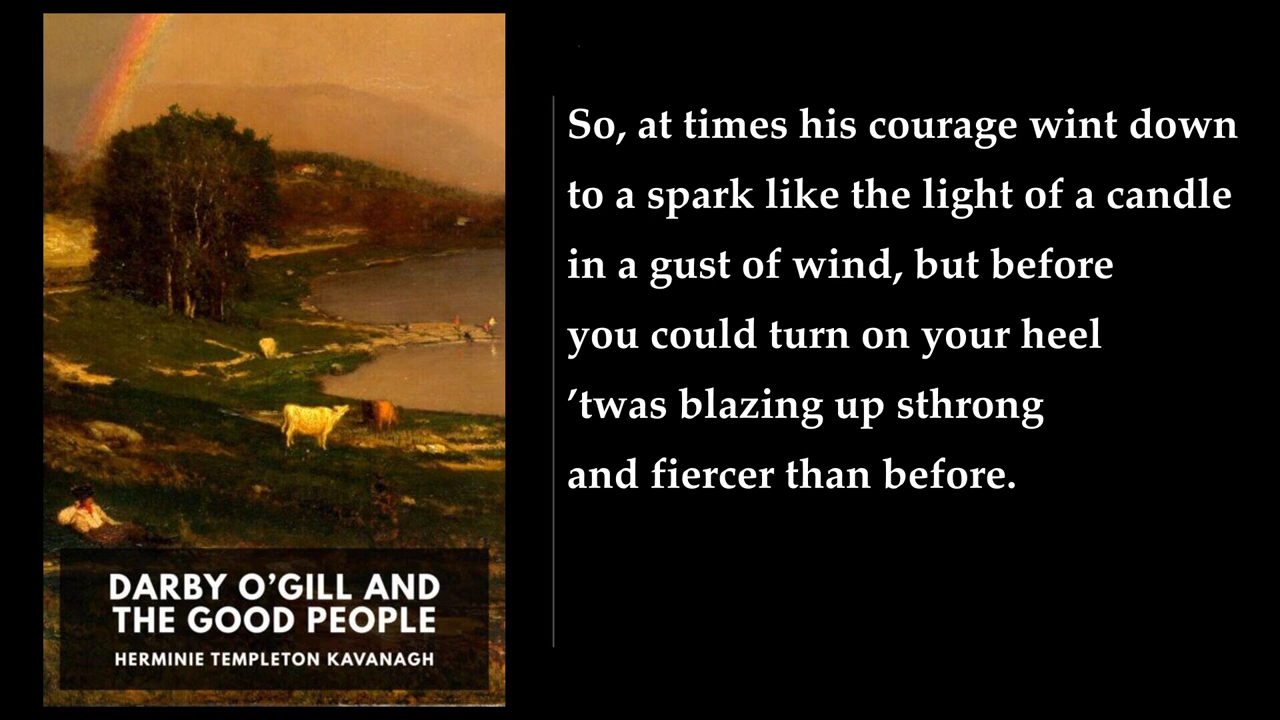 So, at times his courage wint down
to a spark like the light of a candle
in a gust of wind, but before
you could turn on your heel
’twas blazing up sthrong
and fiercer than before.
DARBY O’GILL AND
THE GOOD PEOPLE
HERMINIE TEMPLETON KAVANAGH